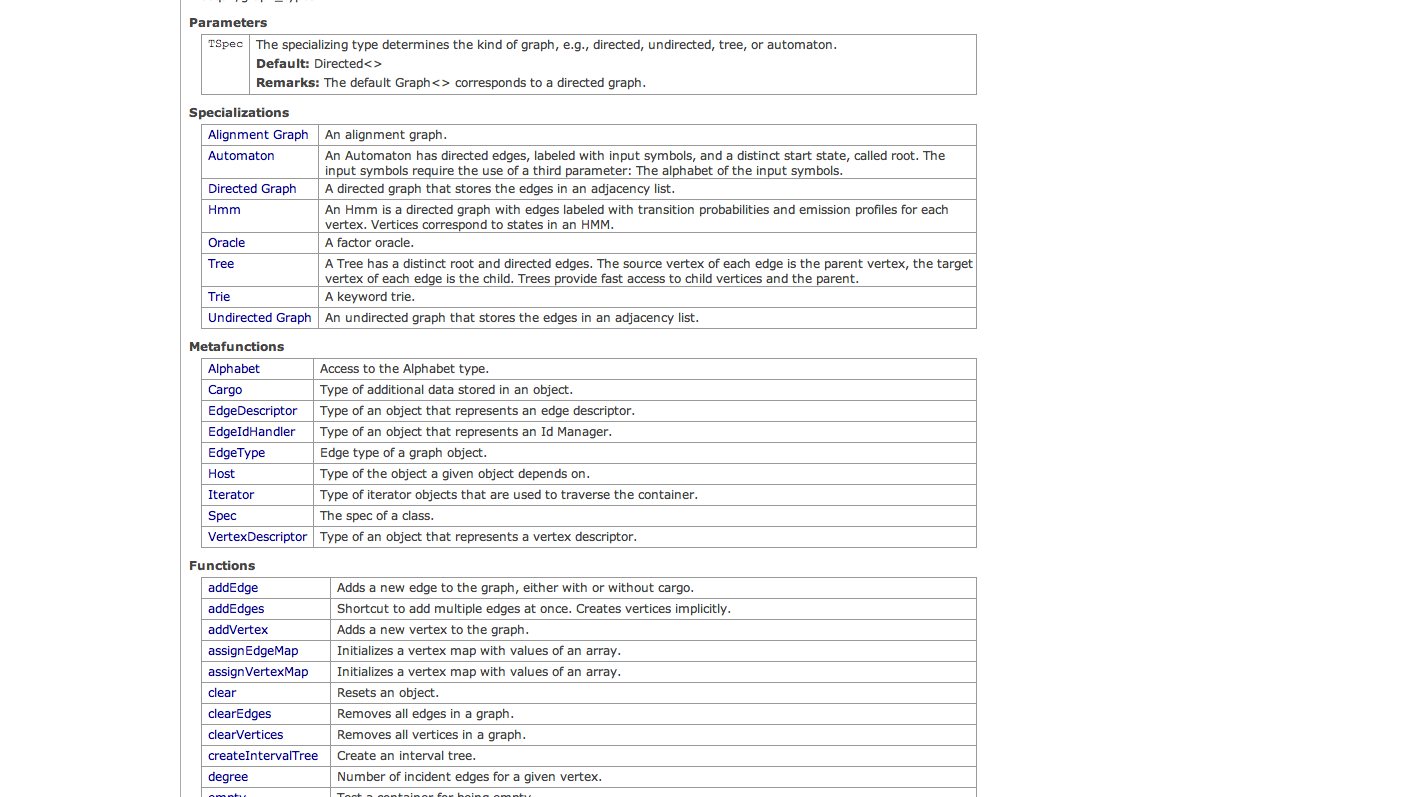 Parameters
TSpec The specializing type determines the kind of graph, e.g., directed, undirected, tree, or automaton.
Default: Directed<>
Remarks: The default Graph<> corresponds to a directed graph.
Specializations
Alignment Graph An alignment graph.
Automaton An Automaton has directed edges, labeled with input symbols, and a distinct start state, called root. The
input symbols require the use of a third parameter: The alphabet of the input symbols.
Directed Graph A directed graph that stores the edges in an adjacency list.
Hmm An Hmm is a directed graph with edges labeled with transition probabilities and emission profiles for each
vertex. Vertices correspond to states in an HMM.
Oracle A factor oracle.
Tree A Tree has a distinct root and directed edges. The source vertex of each edge is the parent vertex, the target
vertex of each edge is the child. Trees provide fast access to child vertices and the parent.
Trie A keyword trie.
Undirected Graph An undirected graph that stores the edges in an adjacency list.
Metafunctions
Alphabet Access to the Alphabet type.
Cargo Type of additional data stored in an object.
EdgeDescriptor Type of an object that represents an edge descriptor.
EdgeIdHandler Type of an object that represents an Id Manager.
EdgeType Edge type of a graph object.
Host Type of the object a given object depends on.
Iterator Type of iterator objects that are used to traverse the container.
Spec The spec of a class.
VertexDescriptor Type of an object that represents a vertex descriptor.
Functions
addEdge Adds a new edge to the graph, either with or without cargo.
addEdges Shortcut to add multiple edges at once. Creates vertices implicitly.
addVertex Adds a new vertex to the graph.
assignEdgeMap Initializes a vertex map with values of an array.
assignVertexMap Initializes a vertex map with values of an array.
clear Resets an object.
clearEdges Removes all edges in a graph.
clearVertices Removes all vertices in a graph.
createIntervalTree Create an interval tree.
degree Number of incident edges for a given vertex.
empty Test a container for being empty.